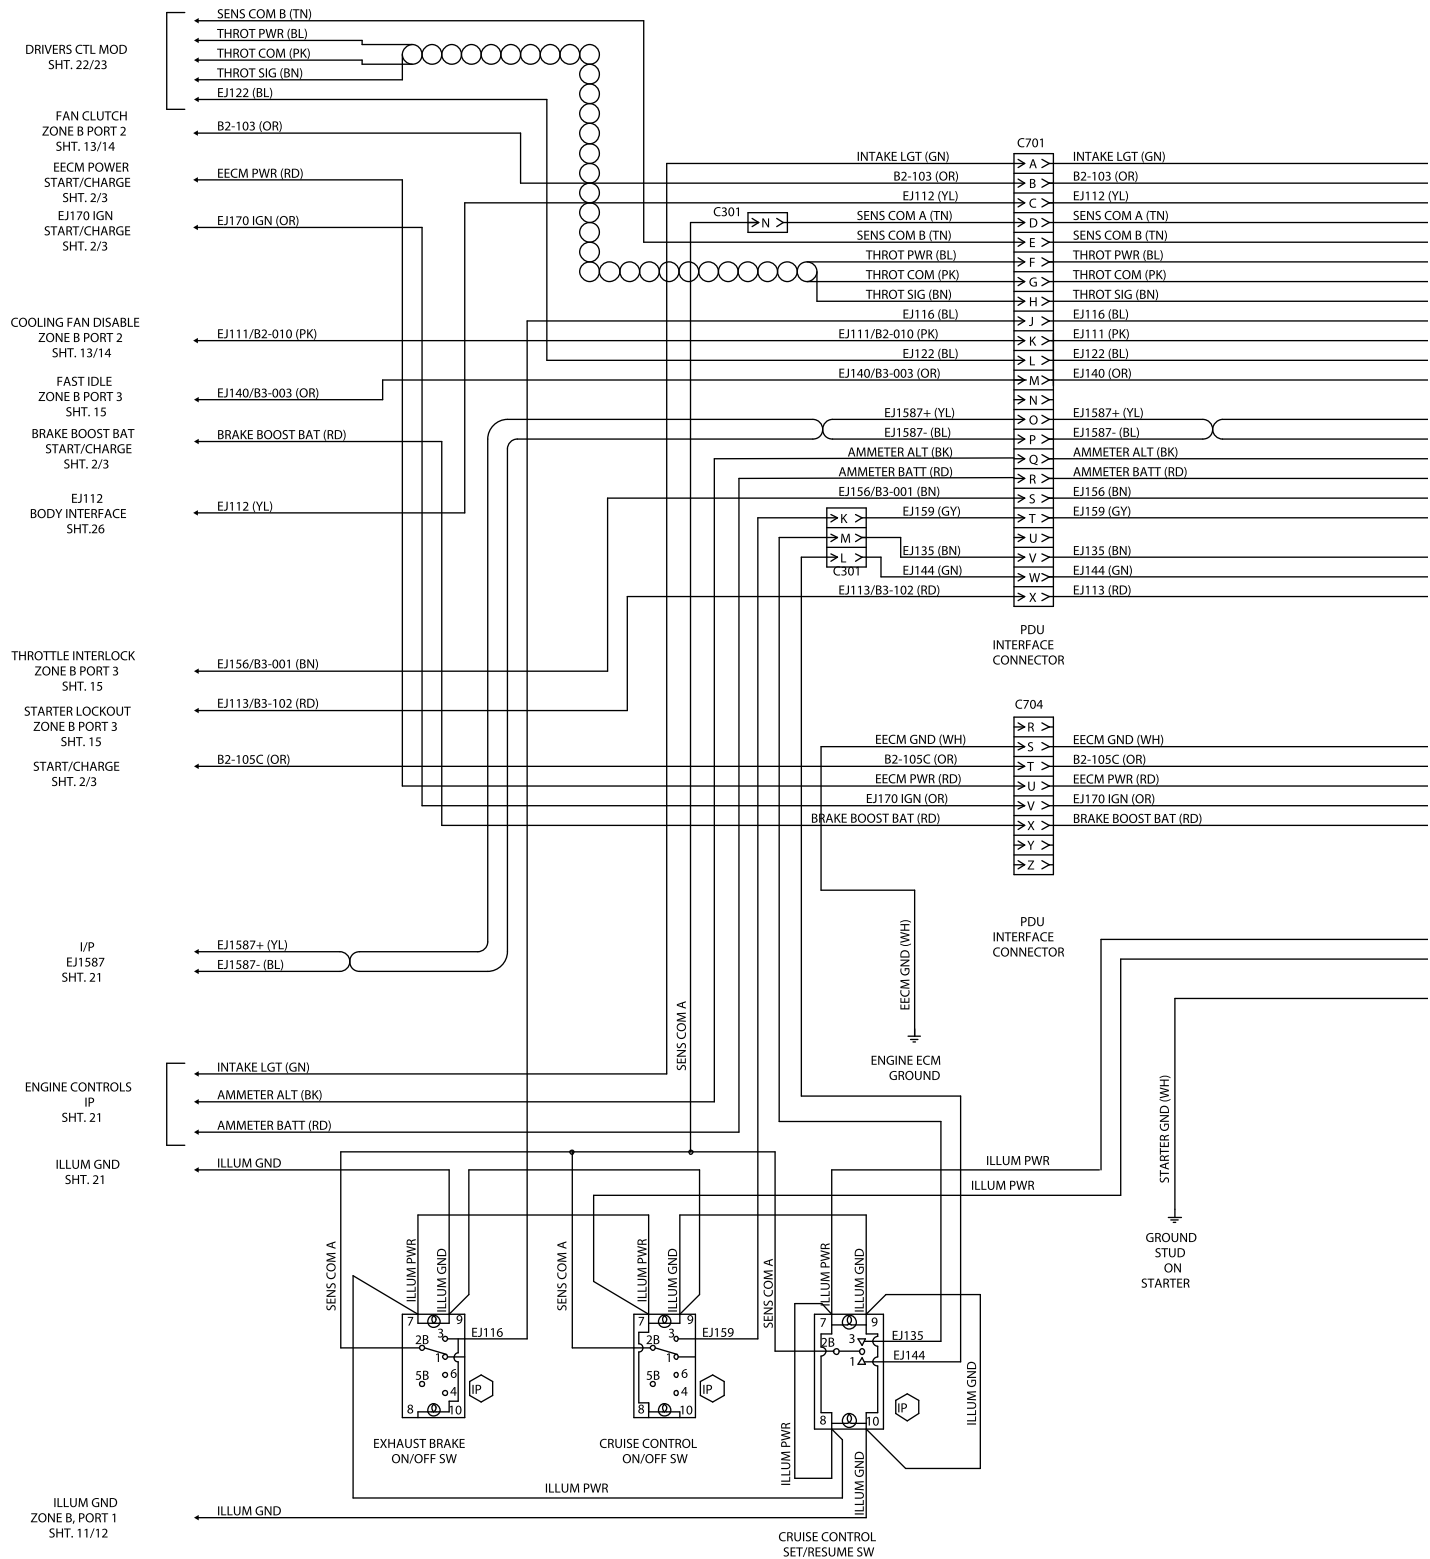 SENS COM B (TN)
THROT PWR (BL)
THROT COM (PK)
THROT SIG (BN)
EJ122 (BL)
DRIVERS CTL MOD
SHT. 22/23
FAN CLUTCH
ZONE B PORT 2
SHT. 13/14
B2-103 (OR)
EECM POWER
START/CHARGE
SHT. 2/3
EECM PWR (RD)
EJ170 IGN
START/CHARGE
SHT. 2/3
EJ170 IGN (OR)
COOLING FAN DISABLE
ZONE B PORT 2
SHT. 13/14
EJ111/B2-010 (PK)
FAST IDLE
ZONE B PORT 3
SHT. 15
EJ140/B3-003 (OR)
BRAKE BOOST BAT
START/CHARGE
SHT. 2/3
BRAKE BOOST BAT (RD)
EJ112
BODY INTERFACE
SHT.26
EJ112 (YL)
THROTTLE INTERLOCK
ZONE B PORT 3
SHT. 15
EJ156/B3-001 (BN)
STARTER LOCKOUT
ZONE B PORT 3
SHT. 15
EJ113/B3-102 (RD)
START/CHARGE
SHT. 2/3
B2-105C (OR)
I/P
EJ1587
SHT. 21
EJ1587+ (YL)
EJ1587- (BL)
ENGINE CONTROLS
IP
SHT. 21
INTAKE LGT (GN)
AMMETER ALT (BK)
AMMETER BATT (RD)
ILLUM GND
SHT. 21
ILLUM GND
ILLUM GND
ZONE B, PORT 1
SHT. 11/12
ILLUM GND
C701
INTAKE LGT (GN) A INTAKE LGT (GN)
B2-103 (OR) B B2-103 (OR)
EJ112 (YL) C EJ112 (YL)
C301 N SENS COM A (TN) D SENS COM A (TN)
SENS COM B (TN) E SENS COM B (TN)
THROT PWR (BL) F THROT PWR (BL)
THROT COM (PK) G THROT COM (PK)
THROT SIG (BN) H THROT SIG (BN)
EJ116 (BL) J EJ116 (BL)
EJ111/B2-010 (PK) K EJ111 (PK)
EJ122 (BL) L EJ122 (BL)
EJ140/B3-003 (OR) M EJ140 (OR)
N
EJ1587+ (YL) O EJ1587+ (YL)
EJ1587- (BL) P EJ1587- (BL)
AMMETER ALT (BK) Q AMMETER ALT (BK)
AMMETER BATT (RD) R AMMETER BATT (RD)
EJ156/B3-001 (BN) S EJ156 (BN)
K EJ159 (GY) T EJ159 (GY)
M U
L EJ135 (BN) V EJ135 (BN)
C301 EJ144 (GN) W EJ144 (GN)
EJ113/B3-102 (RD) X EJ113 (RD)
PDU
INTERFACE
CONNECTOR
C704
R
EECM GND (WH) S EECM GND (WH)
B2-105C (OR) T B2-105C (OR)
EECM PWR (RD) U EECM PWR (RD)
EJ170 IGN (OR) V EJ170 IGN (OR)
BRAKE BOOST BAT (RD) X BRAKE BOOST BAT (RD)
Y
Z
PDU
INTERFACE
CONNECTOR
EECM GND (WH)
ENGINE ECM
GROUND
SENS COM A
STARTER GND (WH)
GROUND
STUD
ON
STARTER
ILLUM PWR
ILLUM PWR
SENS COM A
ILLUM PWR
ILLUM GND
7 9
3 EJ116
2B
1
5B 6
4
8 10
IP
EXHAUST BRAKE
ON/OFF SW
SENS COM A
ILLUM PWR
ILLUM GND
7 9
3 EJ159
2B
1
5B 6
4
8 10
IP
CRUISE CONTROL
ON/OFF SW
SENS COM A
ILLUM PWR
ILLUM GND
7 9
3 EJ135
2B
1 EJ144
8 10
IP
ILLUM GND
ILLUM PWR
ILLUM GND
ILLUM PWR
CRUISE CONTROL
SET/RESUME SW